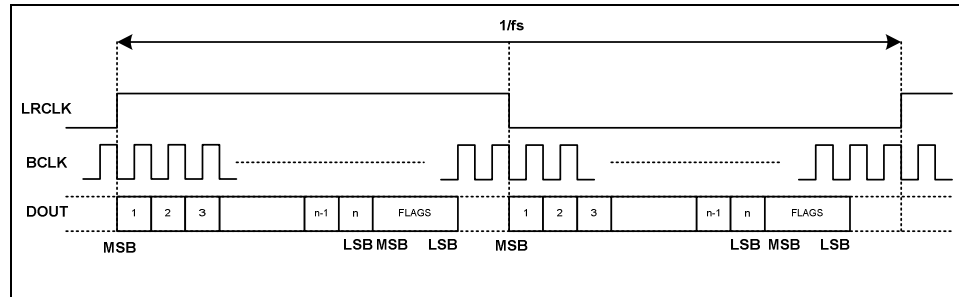 1/fs
LRCLK
BCLK
DOUT 1 2 3 n-1 n FLAGS 1 2 3 n-1 n FLAGS
MSB LSB MSB LSB MSB LSB MSB LSB